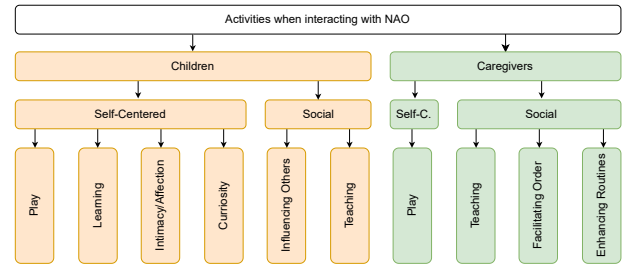 Activities when interacting with NAO
Children
Caregivers
Self-Centered
Social
Self-C.
Social
Play
Learning
Intimacy/Affection
Curriosity
Influencing Others
Teaching
Play
Teaching
Facilitating Order
Enhancing Routines